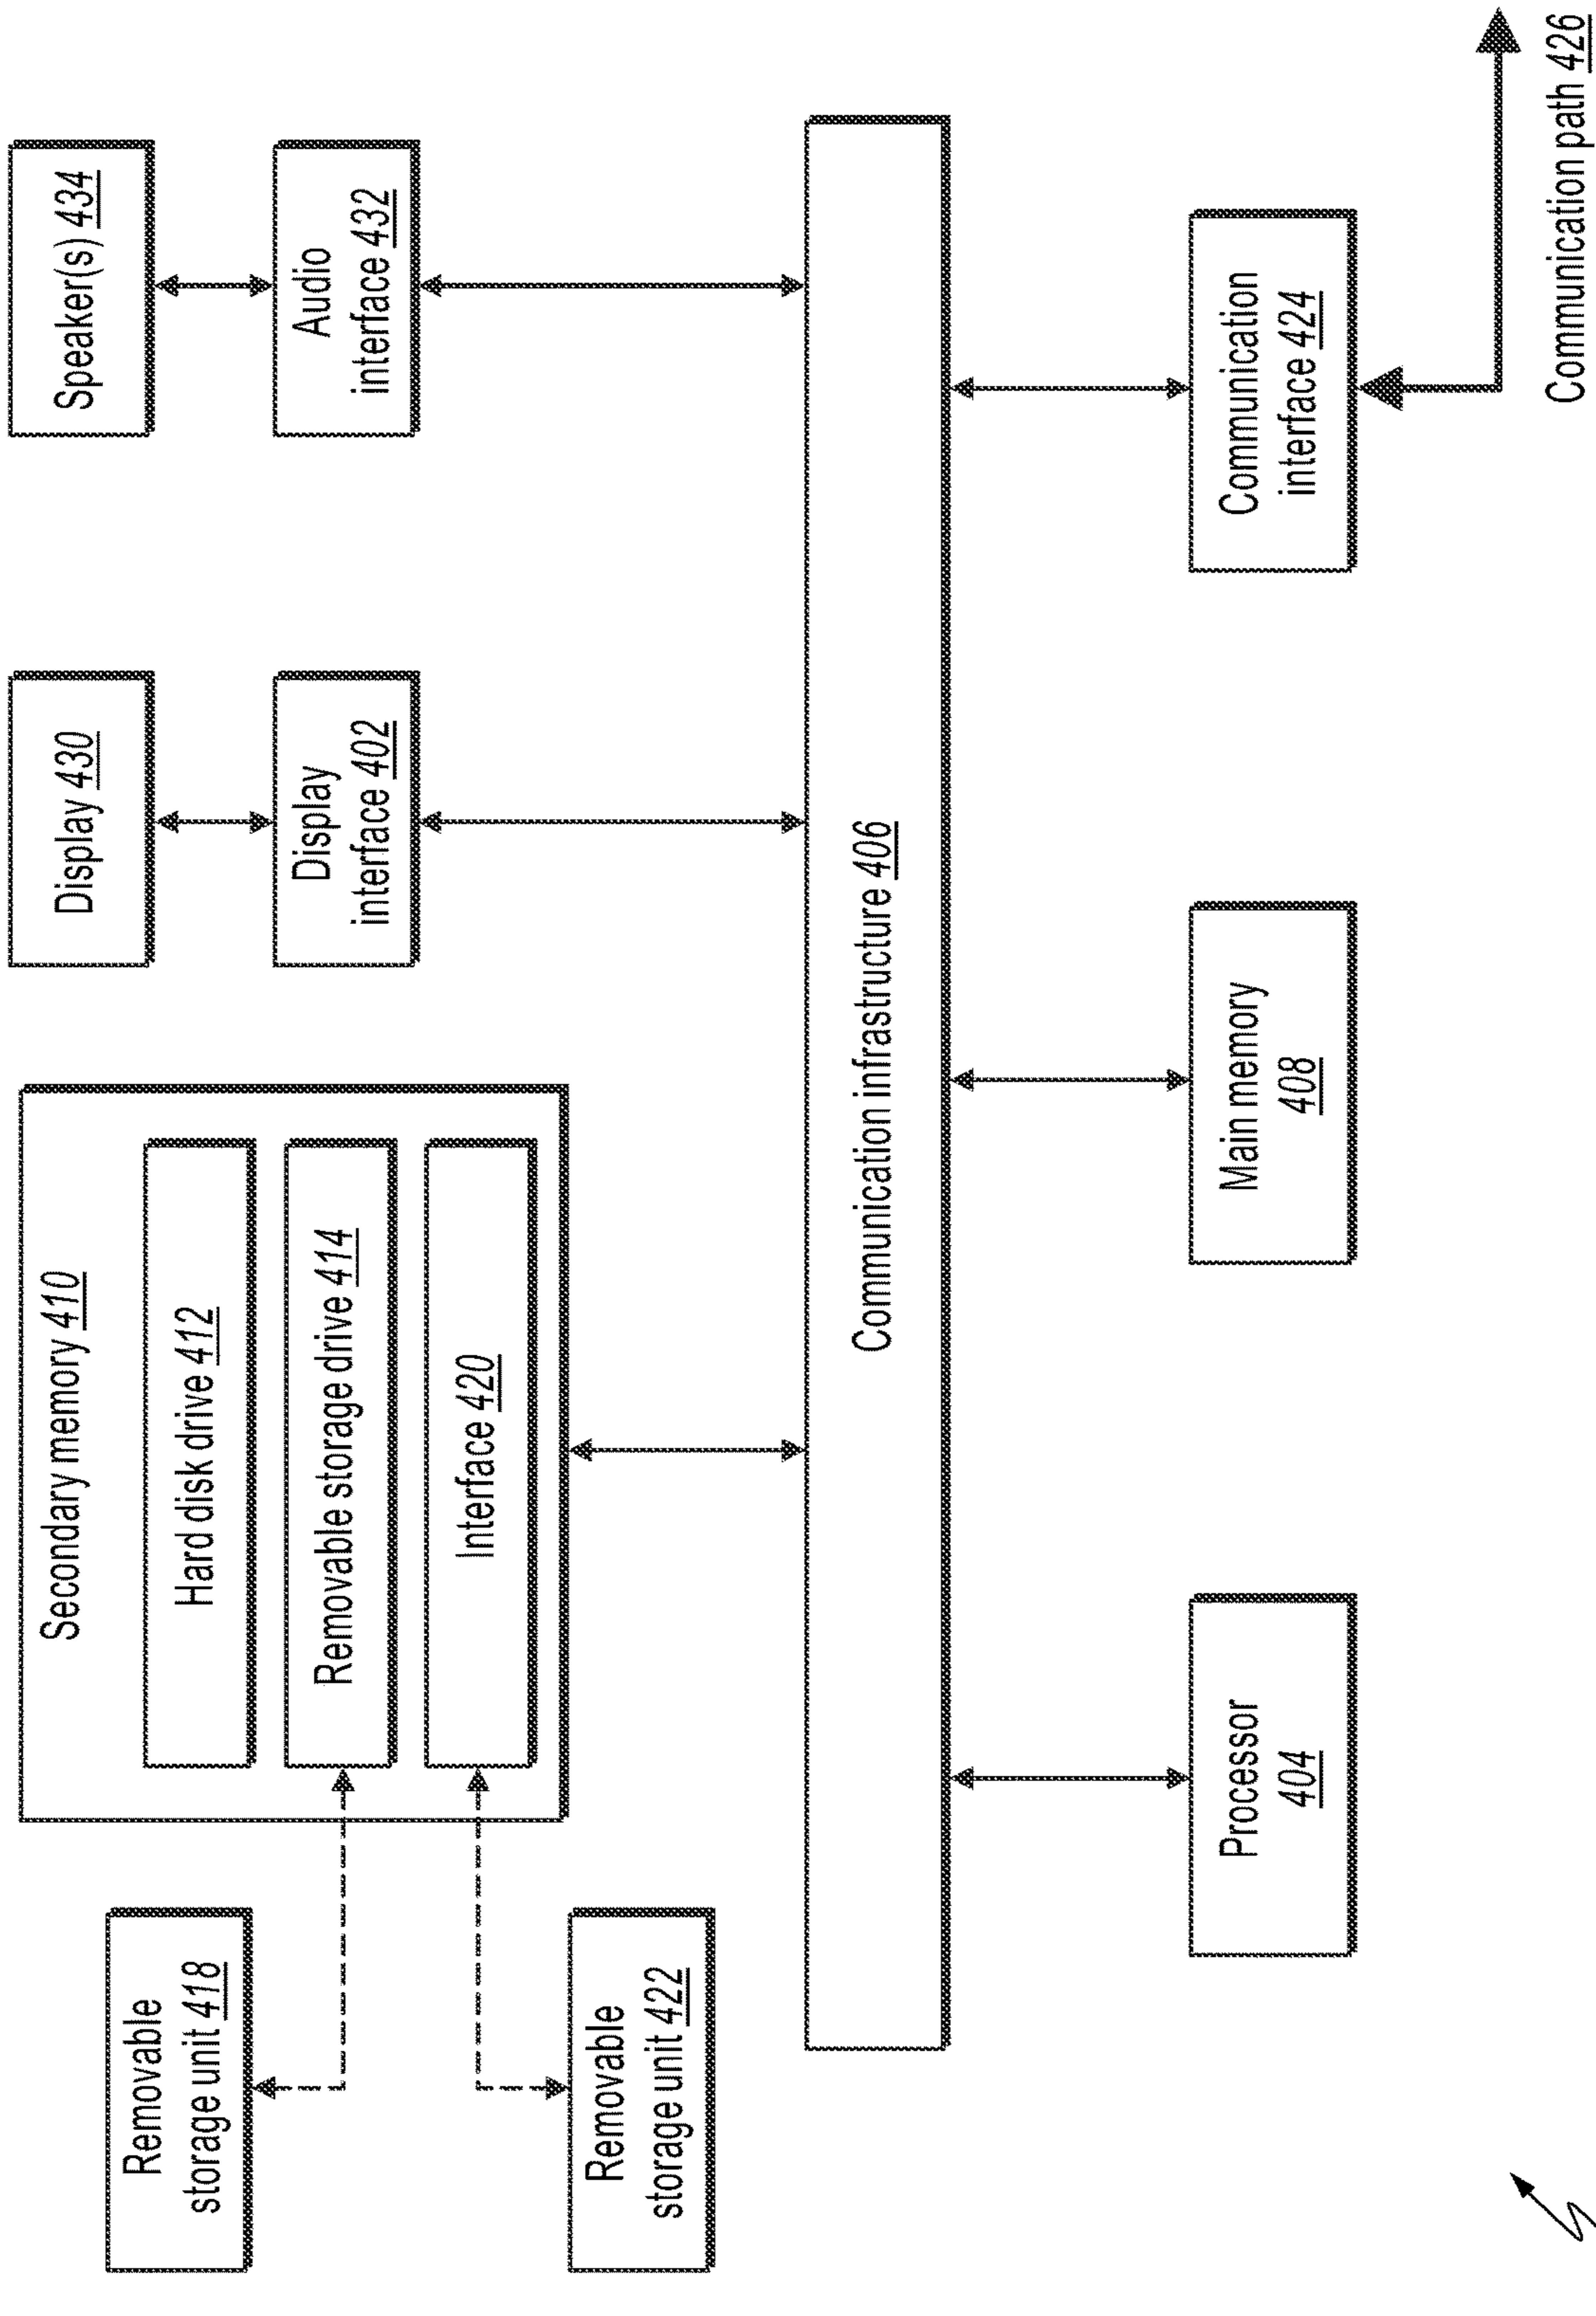 Removable
storage unit 418
Secondary memory 410
Hard disk drive 412
Removable storage drive 414
Interface 420
Removable
storage unit 422
Display 430
Display
interface 402
Speaker(s) 434
Audio
interface 432
Communication infrastructure 406
Processor
404
Main memory
408
Communication
interface 424
Communication path 426